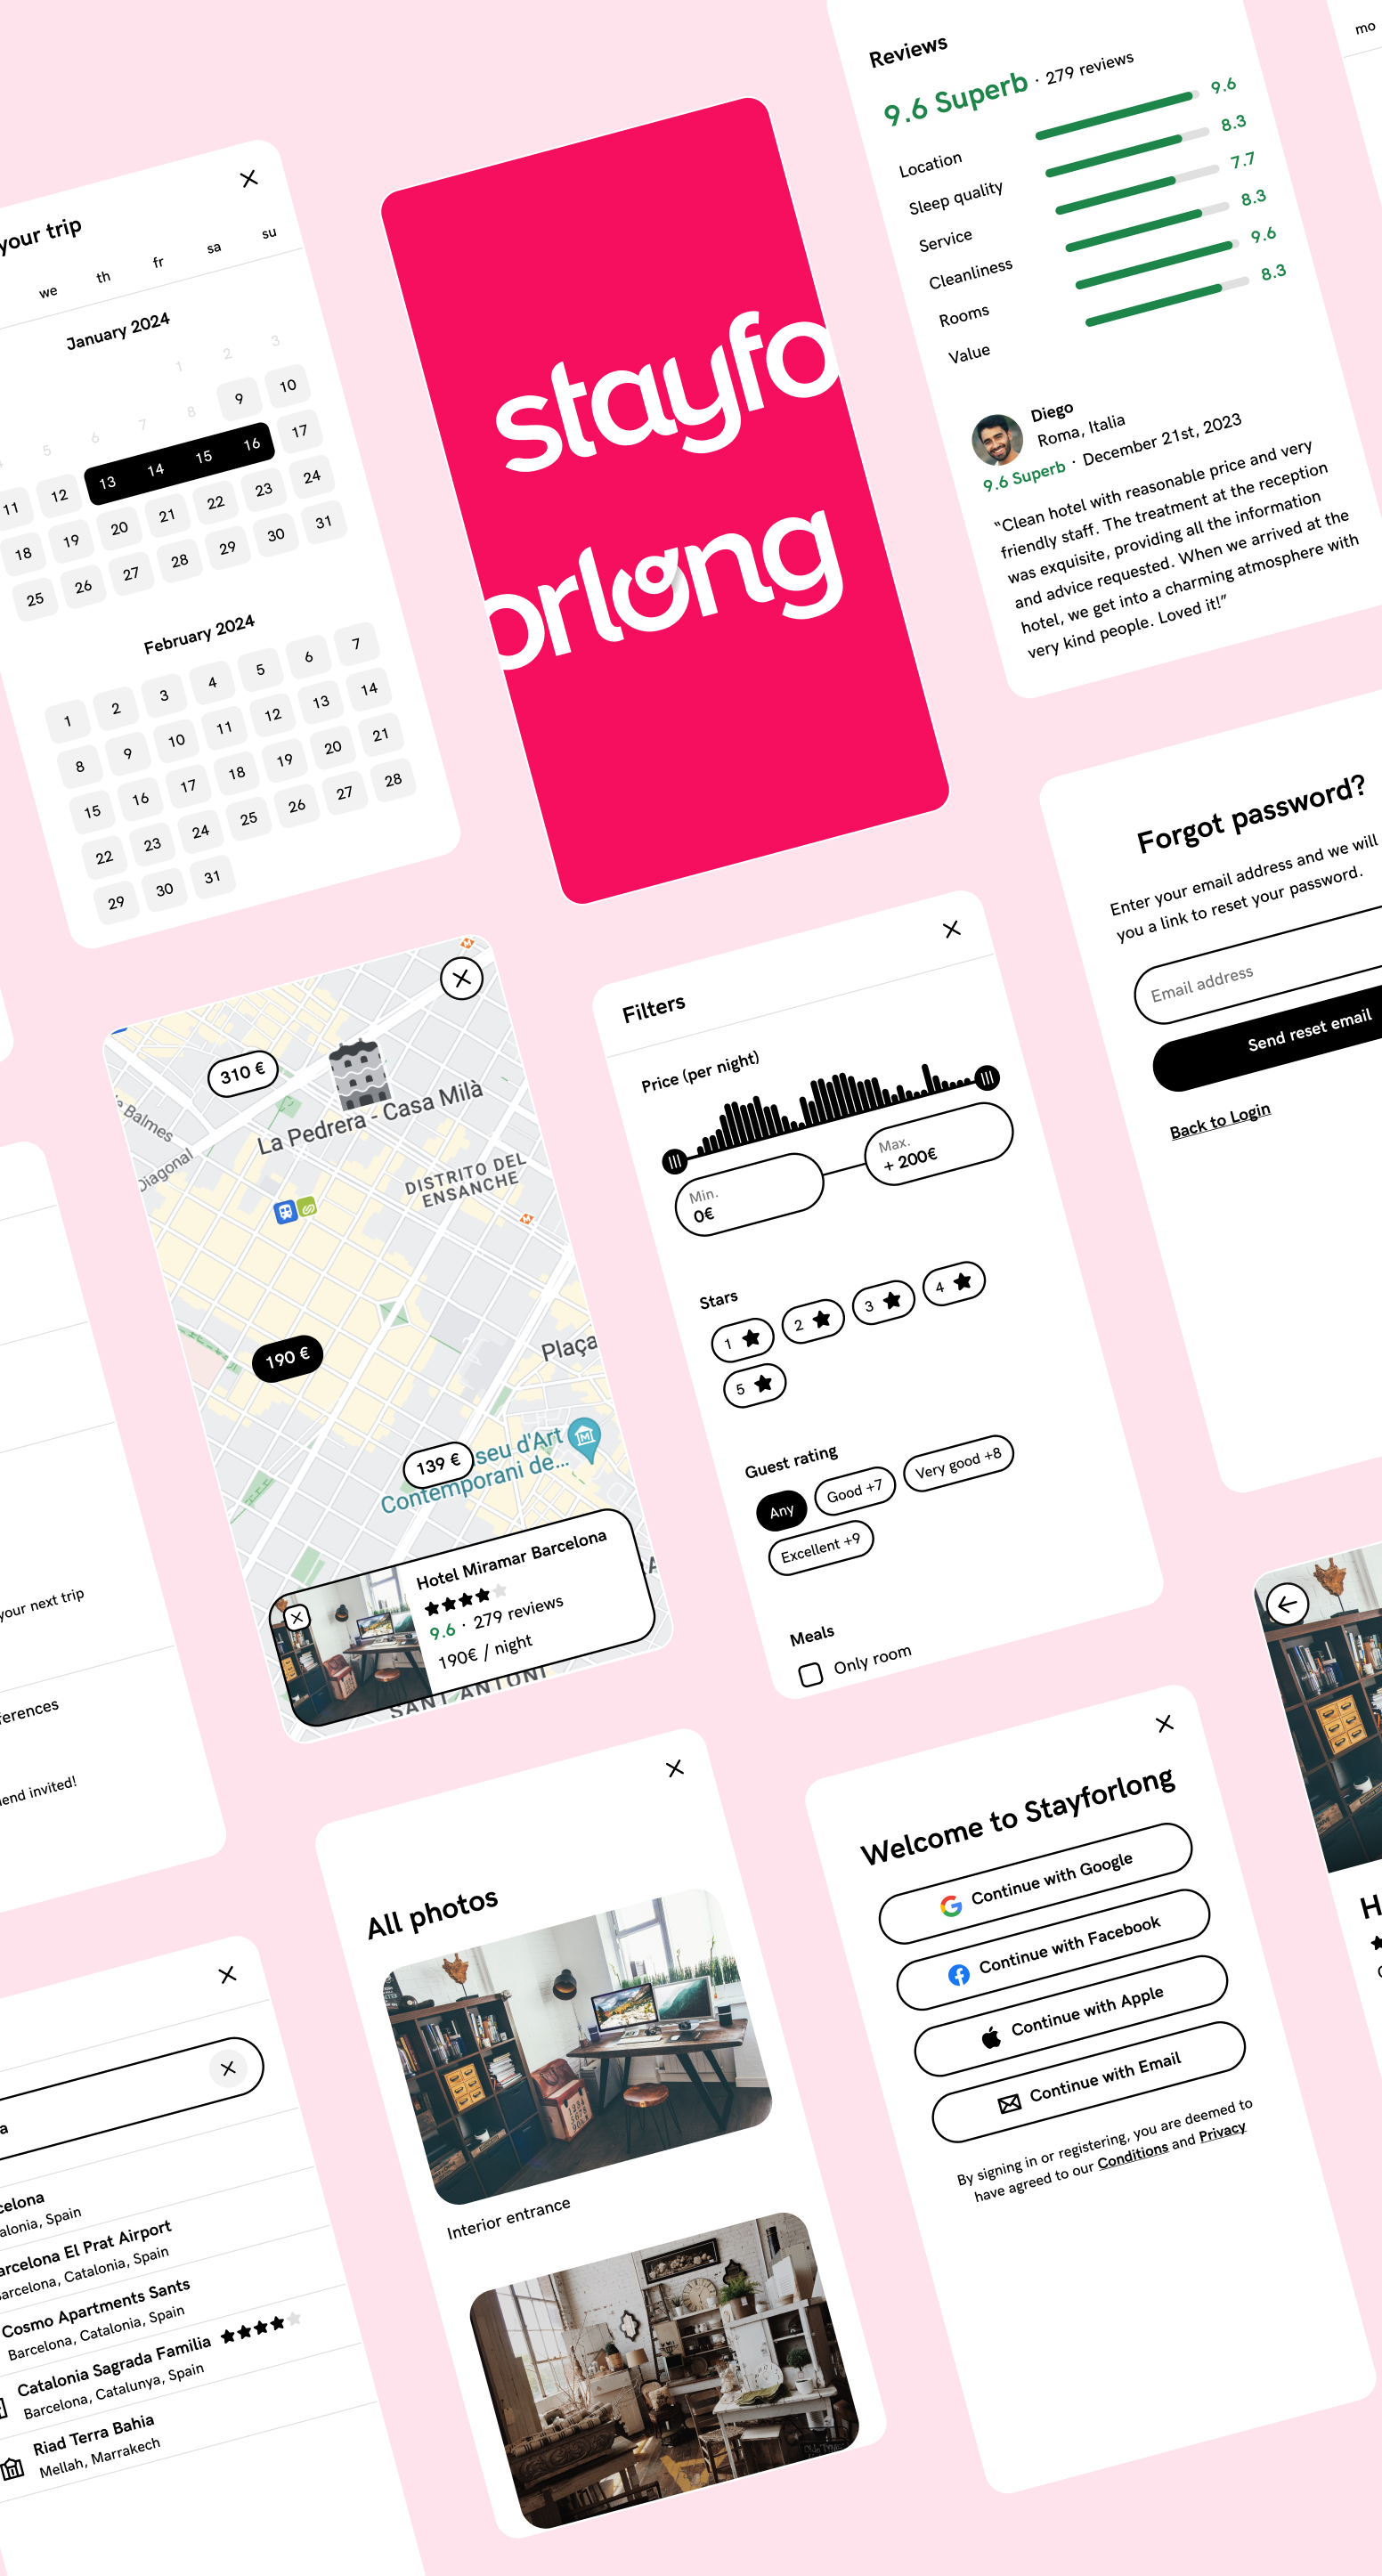 your trip
we th fr sa su
January 2024
1 2 3
5 6 7 8 9 10
11 12 13 14 15 16 17
18 19 20 21 22 23 24
25 26 27 28 29 30 31
February 2024
1 2 3 4 5 6 7
8 9 10 11 12 13 14
15 16 17 18 19 20 21
22 23 24 25 26 27 28
29 30 31
stayfo
orlong
Reviews
9.6 Superb · 279 reviews
Location 9.6
Sleep quality 8.3
Service 7.7
Cleanliness 8.3
Rooms 9.6
Value 8.3
Diego
Roma, Italia
9.6 Superb · December 21st, 2023
“Clean hotel with reasonable price and very
friendly staff. The treatment at the reception
was exquisite, providing all the information
and advice requested. When we arrived at the
hotel, we get into a charming atmosphere with
very kind people. Loved it!”
mo
Forgot password?
Enter your email address and we will
you a link to reset your password.
Email address
Send reset email
Back to Login
310 €
La Pedrera - Casa Milà
de Balmes
Diagonal
DISTRITO DEL
ENSANCHE
190 €
Plaça
139 €
seu d'Art
Contemporani de...
Hotel Miramar Barcelona
9.6 · 279 reviews
190€ / night
SANT ANTONI
Filters
Price (per night)
Min.
0€
Max.
+ 200€
Stars
1 2 3 4
5
Guest rating
Any Good +7 Very good +8
Excellent +9
Meals
Only room
your next trip
ferences
iend invited!
All photos
Interior entrance
Welcome to Stayforlong
Continue with Google
Continue with Facebook
Continue with Apple
Continue with Email
By signing in or registering, you are deemed to
have agreed to our Conditions and Privacy
a
celona
alonia, Spain
arcelona El Prat Airport
Barcelona, Catalonia, Spain
Cosmo Apartments Sants
Barcelona, Catalonia, Spain
Catalonia Sagrada Familia
Barcelona, Catalunya, Spain
Riad Terra Bahia
Mellah, Marrakech
H